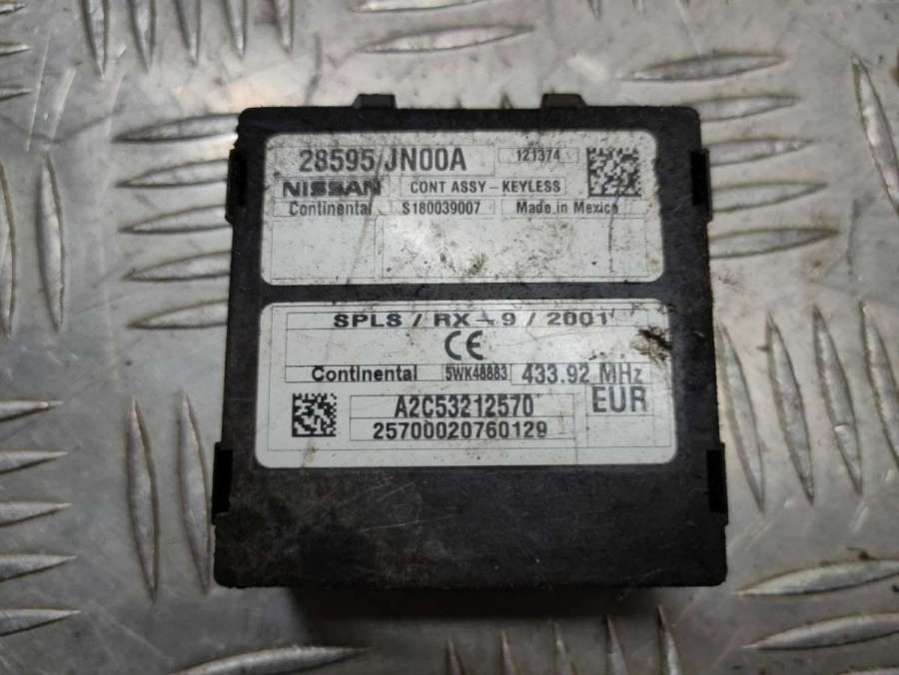 28595 JN00A 121374
NISSAN CONT ASSY - KEYLESS
Continental S180039007 Made in Mexico
SPLS / RX - 9 / 2001
CE
Continental 5WK48883 433.92 MHz
A2C53212570 EUR
25700020760129